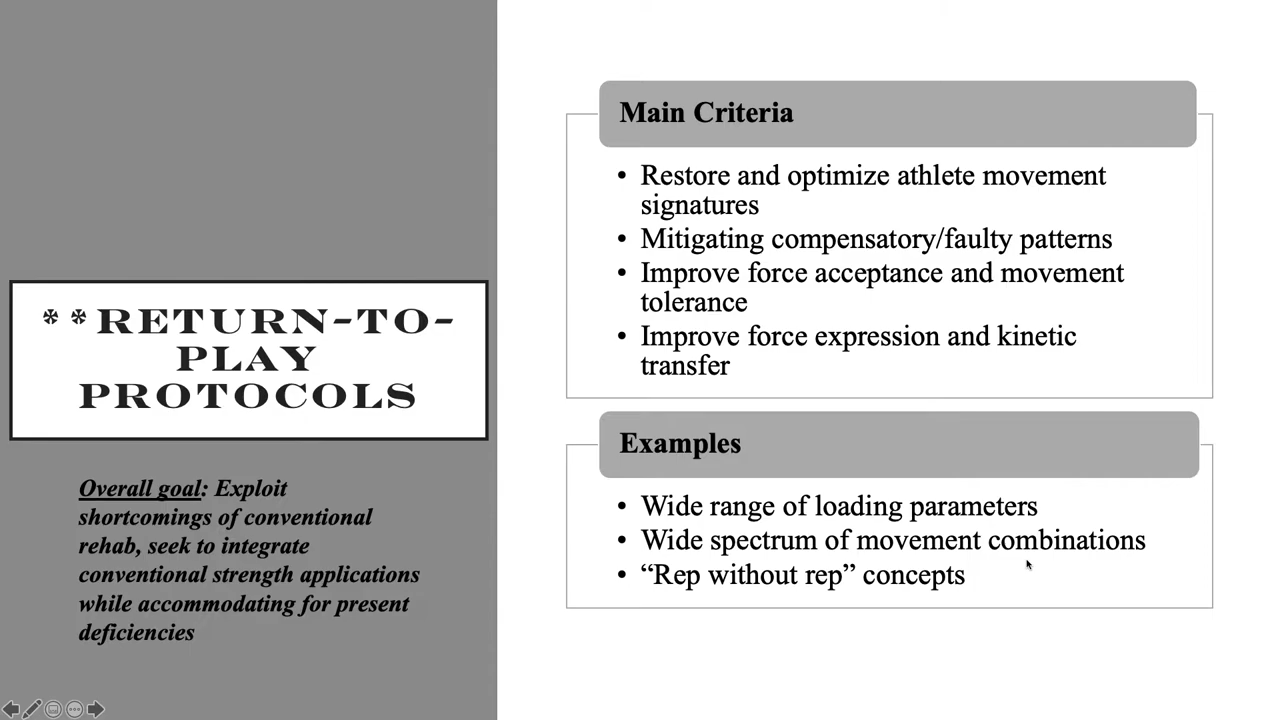 **RETURN-TO-
PLAY
PROTOCOLS
Overall goal: Exploit
shortcomings of conventional
rehab, seek to integrate
conventional strength applications
while accommodating for present
deficiencies
Main Criteria
• Restore and optimize athlete movement
signatures
• Mitigating compensatory/faulty patterns
• Improve force acceptance and movement
tolerance
• Improve force expression and kinetic
transfer
Examples
• Wide range of loading parameters
• Wide spectrum of movement combinations
• “Rep without rep” concepts